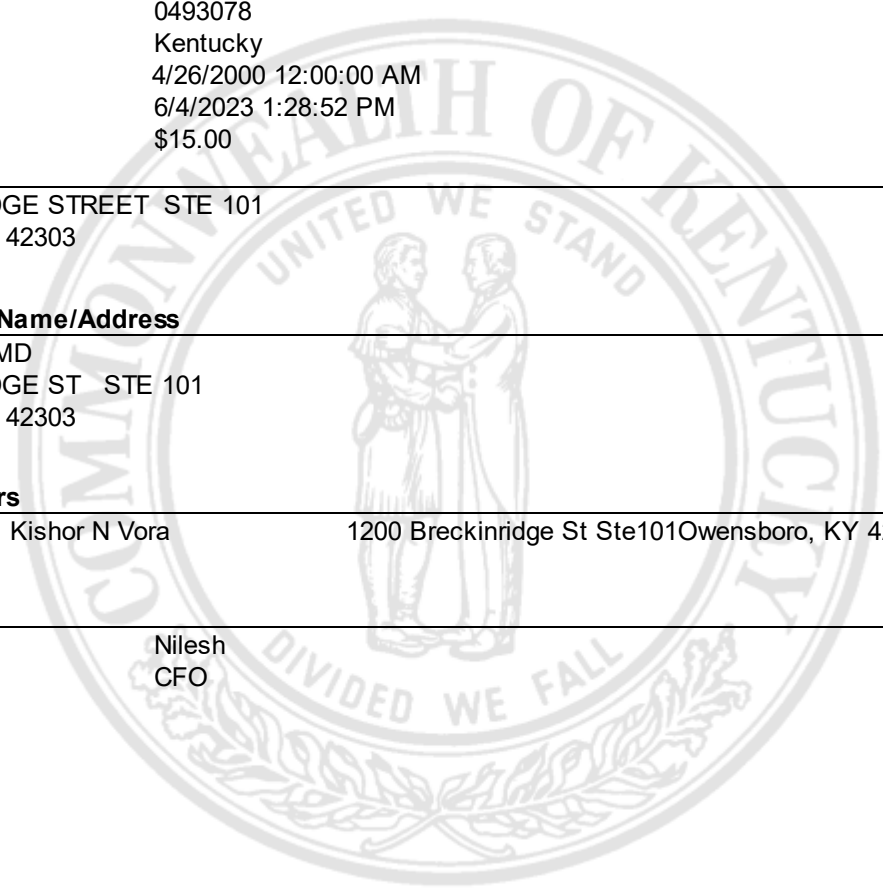 0493078
Kentucky
4/26/2000 12:00:00 AM
6/4/2023 1:28:52 PM
$15.00
GE STREET STE 101
42303
Name/Address
MD
GE ST STE 101
42303
rs
Kishor N Vora 1200 Breckinridge St Ste101Owensboro, KY 4
Nilesh
CFO
COMMONWEALTH OF KENTUCKY
UNITED WE STAND
DIVIDED WE FALL